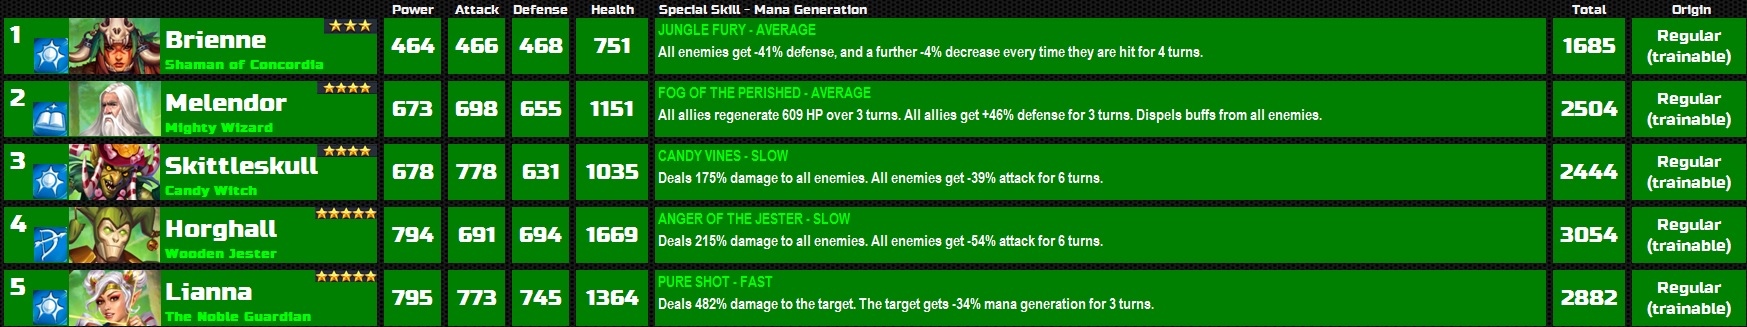 Power Attack Defense Health Special Skill - Mana Generation Total Origin
1 Brienne
Shaman of Concordia
464 466 468 751
JUNGLE FURY - AVERAGE
All enemies get -41% defense, and a further -4% decrease every time they are hit for 4 turns.
1685
Regular
(trainable)
2 Melendor
Mighty Wizard
673 698 655 1151
FOG OF THE PERISHED - AVERAGE
All allies regenerate 609 HP over 3 turns. All allies get +46% defense for 3 turns. Dispels buffs from all enemies.
2504
Regular
(trainable)
3 Skittleskull
Candy Witch
678 778 631 1035
CANDY VINES - SLOW
Deals 175% damage to all enemies. All enemies get -39% attack for 6 turns.
2444
Regular
(trainable)
4 Horghall
Wooden Jester
794 691 694 1669
ANGER OF THE JESTER - SLOW
Deals 215% damage to all enemies. All enemies get -54% attack for 6 turns.
3054
Regular
(trainable)
5 Lianna
The Noble Guardian
795 773 745 1364
PURE SHOT - FAST
Deals 482% damage to the target. The target gets -34% mana generation for 3 turns.
2882
Regular
(trainable)